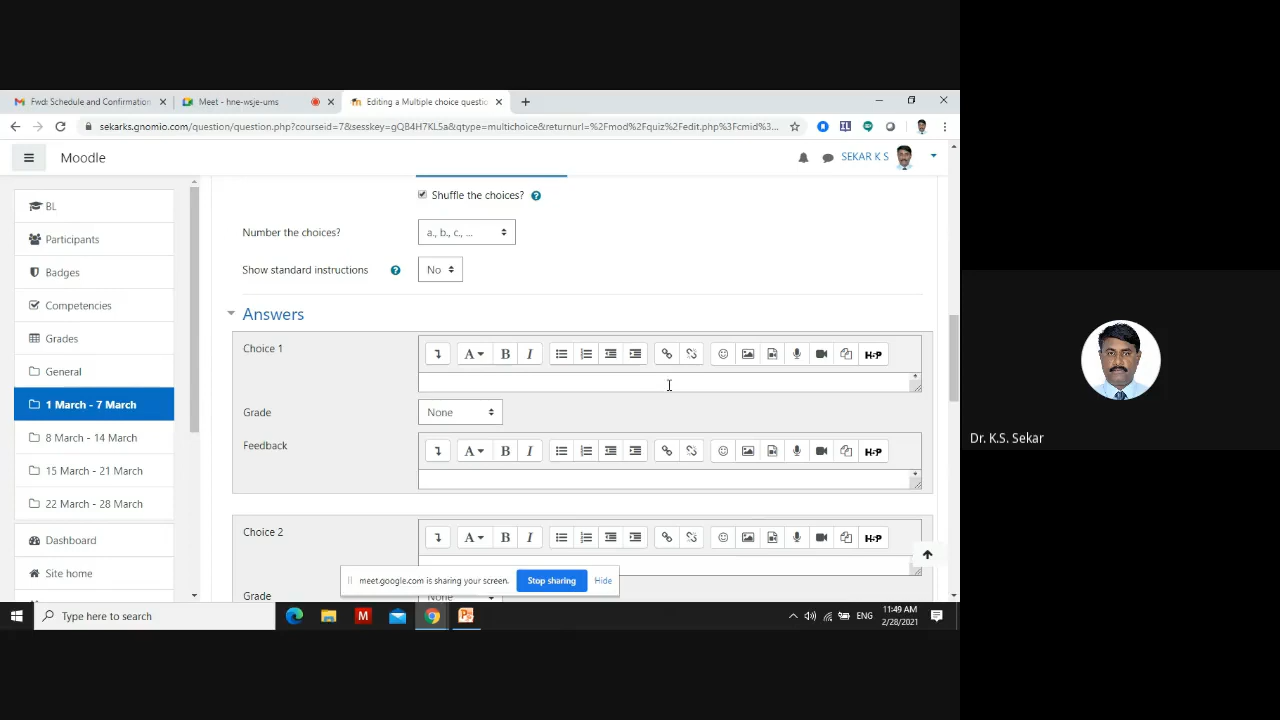 Fwd: Schedule and Confirmation
Meet - hne-wsje-ums
Editing a Multiple choice questio
sekarks.gnomio.com/question/question.php?courseid=7&sesskey=gQB4H7KL5a&qtype=multichoice&returnurl=%2Fmod%2Fquiz%2Fedit.php%3Fcmid%3...
Moodle
SEKAR K S
BL
Participants
Badges
Competencies
Grades
General
1 March - 7 March
8 March - 14 March
15 March - 21 March
22 March - 28 March
Dashboard
Site home
Shuffle the choices?
Number the choices?
a., b., c., ...
Show standard instructions
No
Answers
Choice 1
A B I
H-P
Grade
None
Feedback
A B I
H-P
Choice 2
A B I
H-P
Grade
None
meet.google.com is sharing your screen.
Stop sharing
Hide
Type here to search
M
ENG
11:49 AM
2/28/2021
Dr. K.S. Sekar